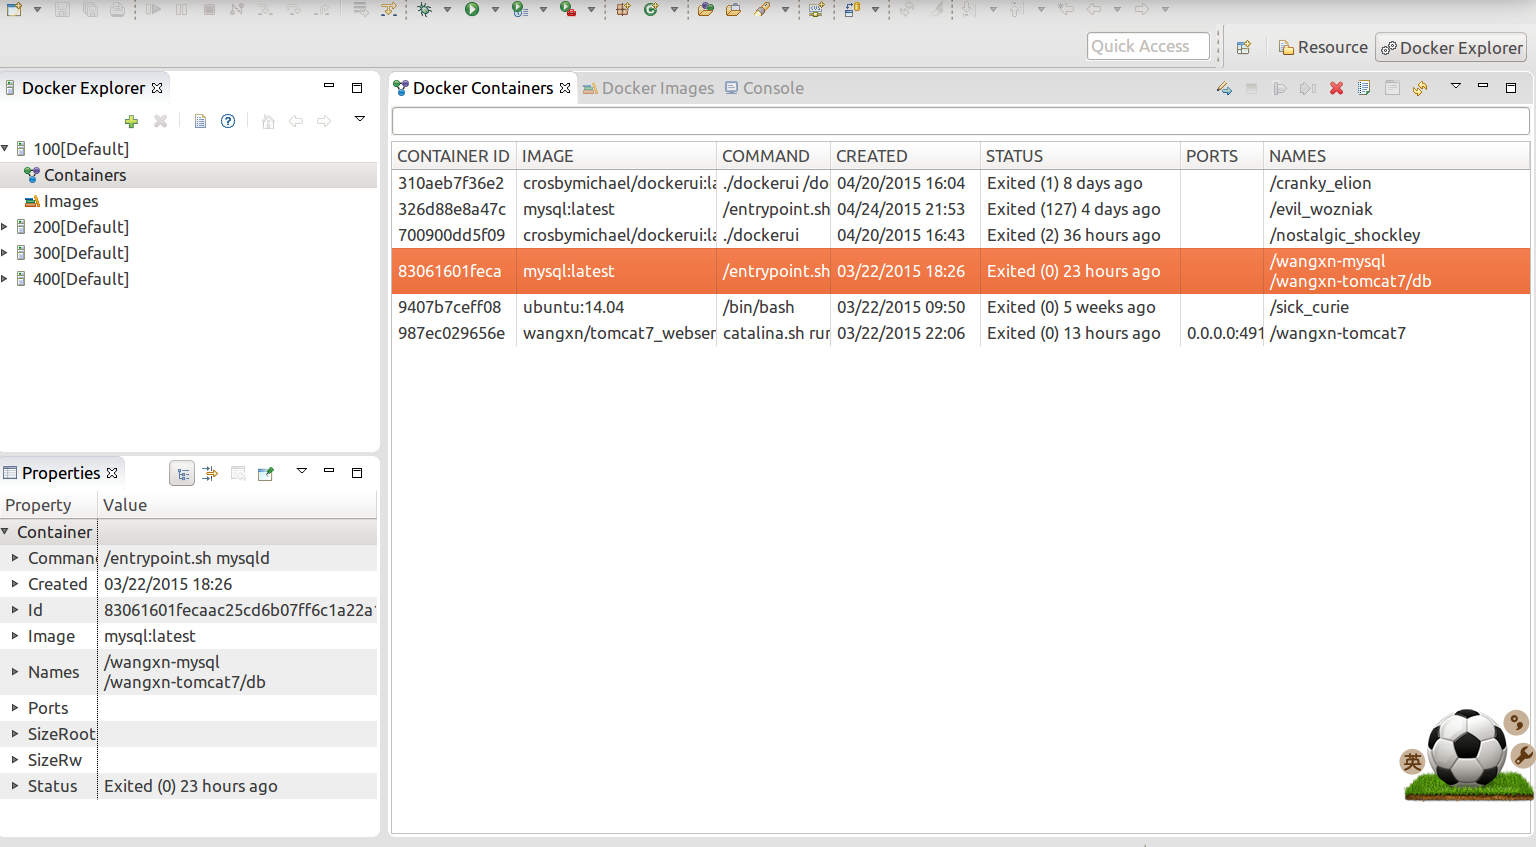 Quick Access
Resource
Docker Explorer
Docker Explorer
100[Default]
Containers
Images
200[Default]
300[Default]
400[Default]
Docker Containers
Docker Images
Console
CONTAINER ID IMAGE COMMAND CREATED STATUS PORTS NAMES
310aeb7f36e2 crosbymichael/dockerui:la ./dockerui /do 04/20/2015 16:04 Exited (1) 8 days ago /cranky_elion
326d88e8a47c mysql:latest /entrypoint.sh 04/24/2015 21:53 Exited (127) 4 days ago /evil_wozniak
700900dd5f09 crosbymichael/dockerui:la ./dockerui 04/20/2015 16:43 Exited (2) 36 hours ago /nostalgic_shockley
83061601feca mysql:latest /entrypoint.sh 03/22/2015 18:26 Exited (0) 23 hours ago /wangxn-mysql
/wangxn-tomcat7/db
9407b7ceff08 ubuntu:14.04 /bin/bash 03/22/2015 09:50 Exited (0) 5 weeks ago /sick_curie
987ec029656e wangxn/tomcat7_webser catalina.sh rur 03/22/2015 22:06 Exited (0) 13 hours ago 0.0.0.0:491 /wangxn-tomcat7
Properties
Property Value
Container
Comman /entrypoint.sh mysqld
Created 03/22/2015 18:26
Id 83061601fecaac25cd6b07ff6c1a22a1
Image mysql:latest
Names /wangxn-mysql
/wangxn-tomcat7/db
Ports
SizeRoot
SizeRw
Status Exited (0) 23 hours ago
英